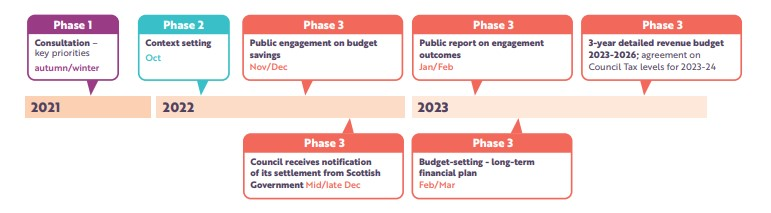 Phase 1
Consultation –
key priorities
autumn/winter
Phase 2
Context setting
Oct
Phase 3
Public engagement on budget
savings
Nov/Dec
Phase 3
Public report on engagement
outcomes
Jan/Feb
Phase 3
3-year detailed revenue budget
2023-2026; agreement on
Council Tax levels for 2023-24
2021
2022
2023
Phase 3
Council receives notification
of its settlement from Scottish
Government Mid/late Dec
Phase 3
Budget-setting - long-term
financial plan
Feb/Mar